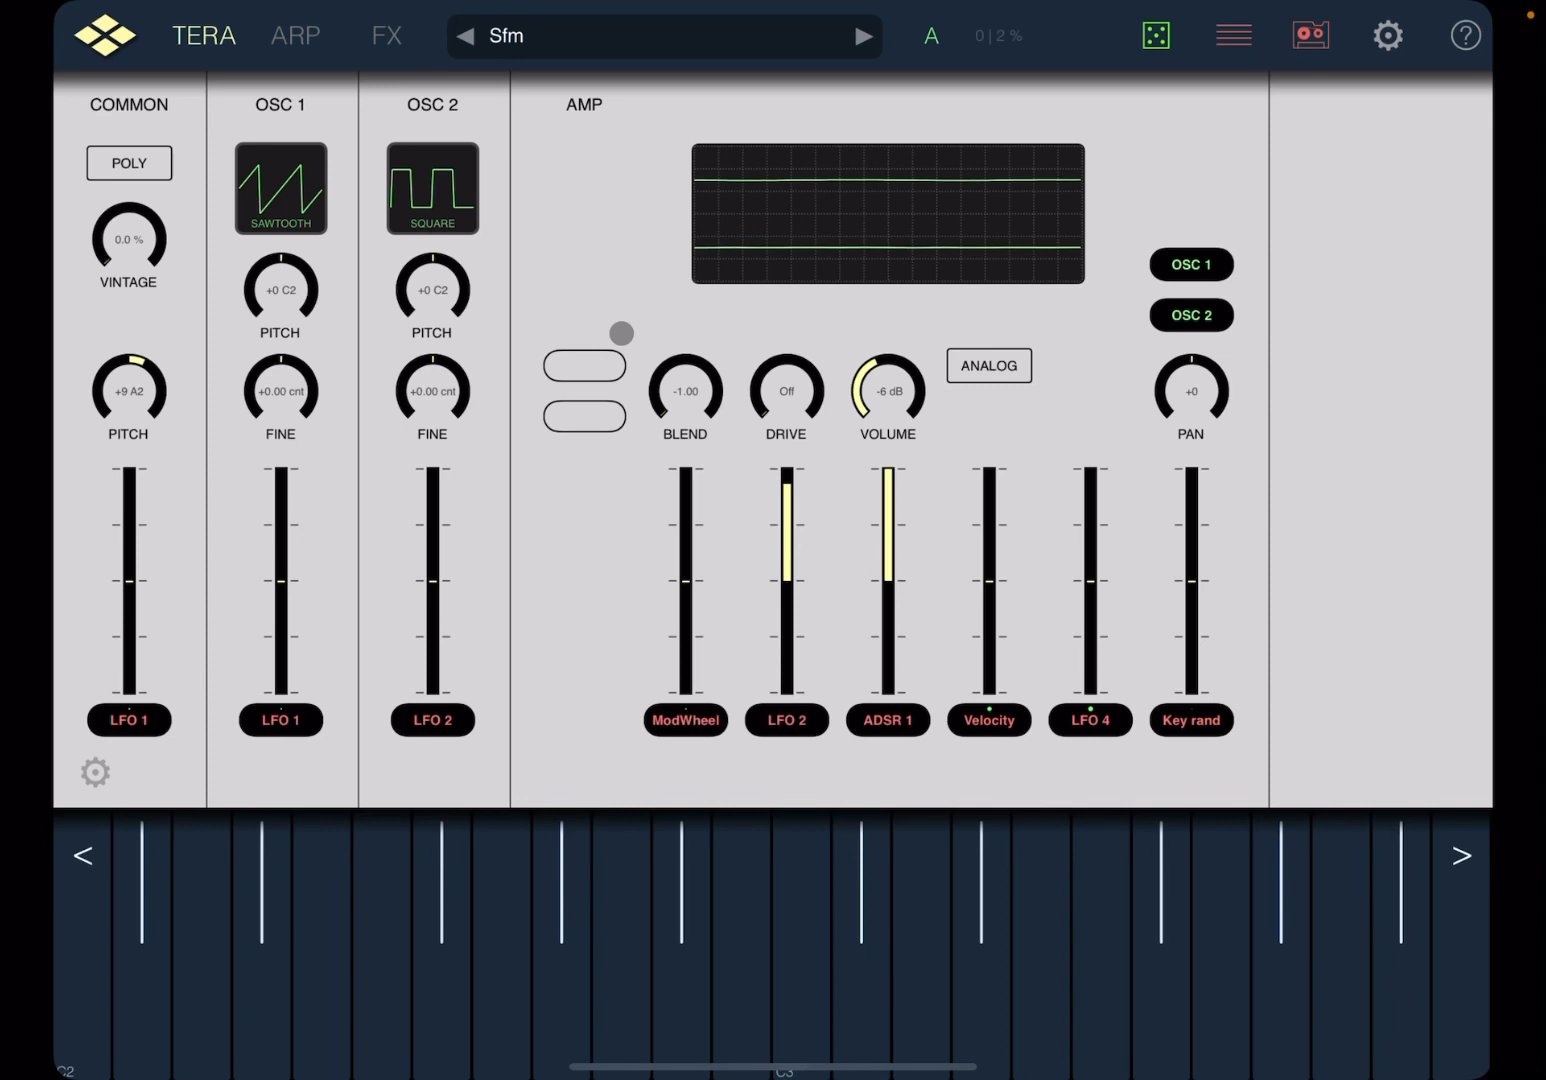 TERA ARP FX Sfm A 0|2 %
COMMON OSC 1 OSC 2 AMP
POLY
SAWTOOTH SQUARE
0.0 %
VINTAGE
OSC 1
+0 C2 +0 C2
OSC 2
PITCH PITCH
ANALOG
+9 A2 +0.00 cnt +0.00 cnt -1.00 Off -6 dB +0
PITCH FINE FINE BLEND DRIVE VOLUME PAN
LFO 1 LFO 1 LFO 2 ModWheel LFO 2 ADSR 1 Velocity LFO 4 Key rand
< >
C2 C3